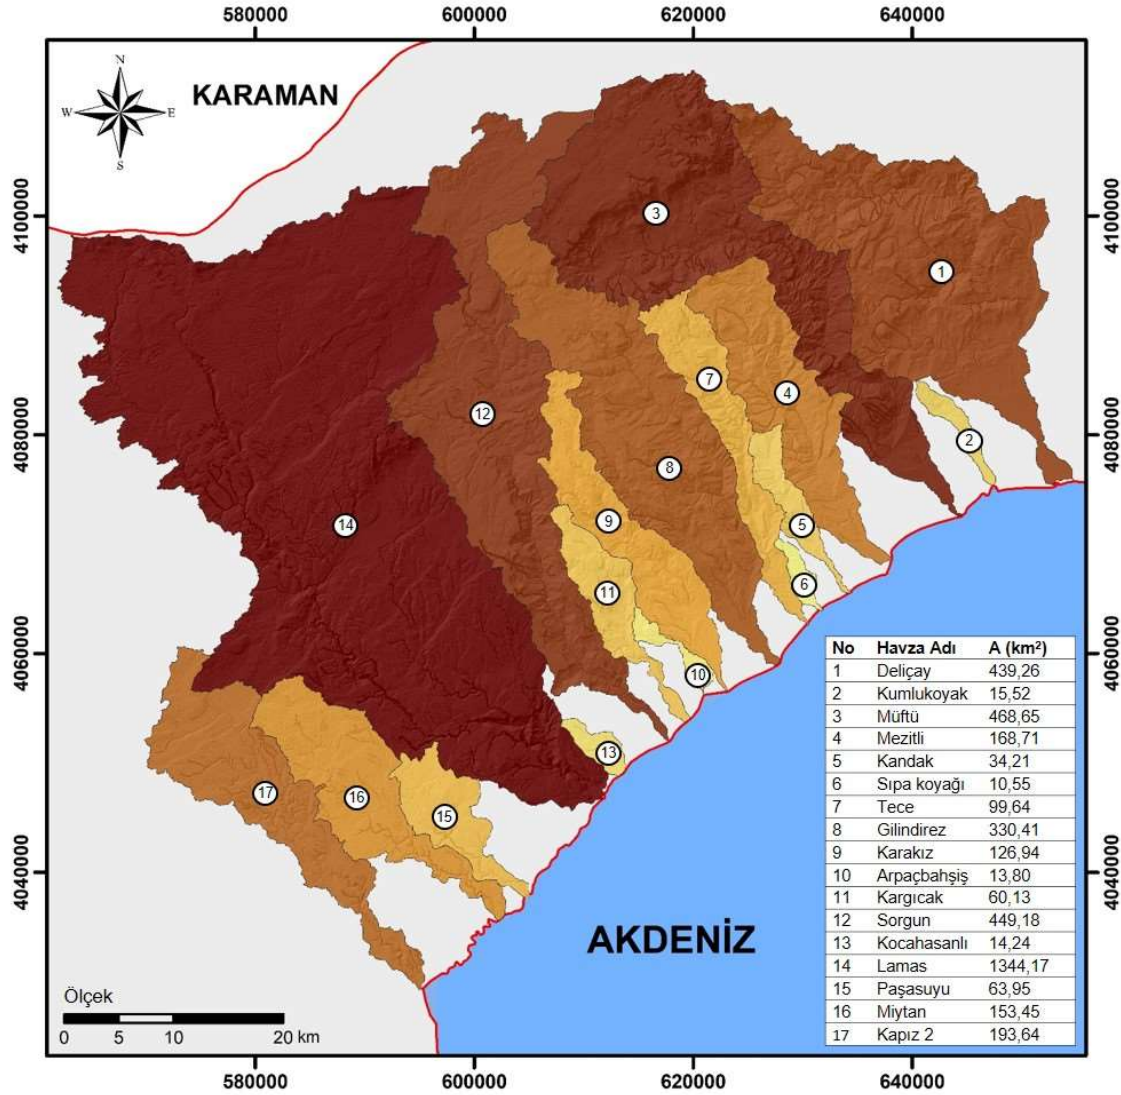 580000 600000 620000 640000
N
W E
S
KARAMAN
4100000 4100000
4080000 4080000
4060000 4060000
4040000 4040000
1
2
3
4
5
6
7
8
9
10
11
12
13
14
15
16
17
AKDENİZ
No Havza Adı A (km²)
1 Deliçay 439,26
2 Kumlukoyak 15,52
3 Müftü 468,65
4 Mezitli 168,71
5 Kandak 34,21
6 Sıpa koyağı 10,55
7 Tece 99,64
8 Gilindirez 330,41
9 Karakız 126,94
10 Arpaçbahşiş 13,80
11 Kargıcak 60,13
12 Sorgun 449,18
13 Kocahasanlı 14,24
14 Lamas 1344,17
15 Paşasuyu 63,95
16 Miytan 153,45
17 Kapız 2 193,64
Ölçek
0 5 10 20 km
580000 600000 620000 640000